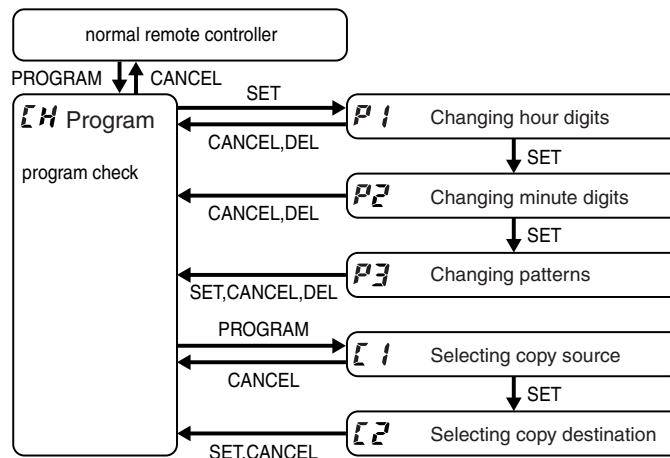 normal remote controller
PROGRAM CANCEL
CH Program
program check
SET
P1 Changing hour digits
CANCEL,DEL
SET
P2 Changing minute digits
CANCEL,DEL
SET
P3 Changing patterns
SET,CANCEL,DEL
PROGRAM
C1 Selecting copy source
CANCEL
SET
C2 Selecting copy destination
SET,CANCEL